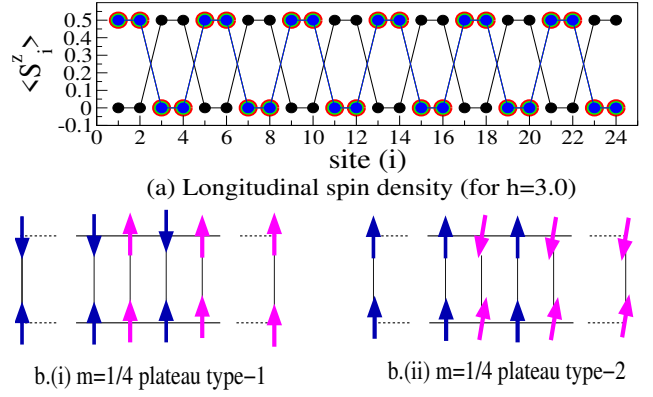 <S^z_i>
0.5
0.4
0.3
0.2
0.1
0
-0.1
0 2 4 6 8 10 12 14 16 18 20 22 24
site (i)
(a) Longitudinal spin density (for h=3.0)
b.(i) m=1/4 plateau type-1 b.(ii) m=1/4 plateau type-2